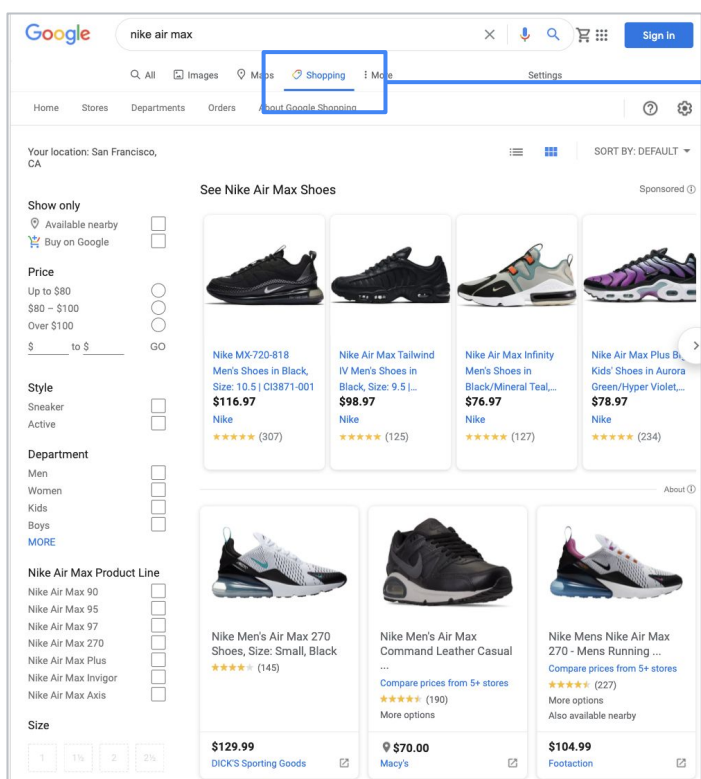 Google
nike air max
Sign in
All
Images
Maps
Shopping
More
Settings
Home
Stores
Departments
Orders
About Google Shopping
Your location: San Francisco,
CA
SORT BY: DEFAULT
Show only
Available nearby
Buy on Google
Price
Up to $80
$80 – $100
Over $100
$ to $ GO
Style
Sneaker
Active
Department
Men
Women
Kids
Boys
MORE
Nike Air Max Product Line
Nike Air Max 90
Nike Air Max 95
Nike Air Max 97
Nike Air Max 270
Nike Air Max Plus
Nike Air Max Invigor
Nike Air Max Axis
Size
1 1½ 2 2½
See Nike Air Max Shoes
Sponsored
Nike MX-720-818
Men's Shoes in Black,
Size: 10.5 | CI3871-001
$116.97
Nike
(307)
Nike Air Max Tailwind
IV Men's Shoes in
Black, Size: 9.5 |...
$98.97
Nike
(125)
Nike Air Max Infinity
Men's Shoes in
Black/Mineral Teal,...
$76.97
Nike
(127)
Nike Air Max Plus
Kids' Shoes in Aurora
Green/Hyper Violet,...
$78.97
Nike
(234)
About
Nike Men's Air Max 270
Shoes, Size: Small, Black
(145)
$129.99
DICK'S Sporting Goods
Nike Men's Air Max
Command Leather Casual
...
Compare prices from 5+ stores
(190)
More options
$70.00
Macy's
Nike Mens Nike Air Max
270 - Mens Running ...
Compare prices from 5+ stores
(227)
More options
Also available nearby
$104.99
Footaction